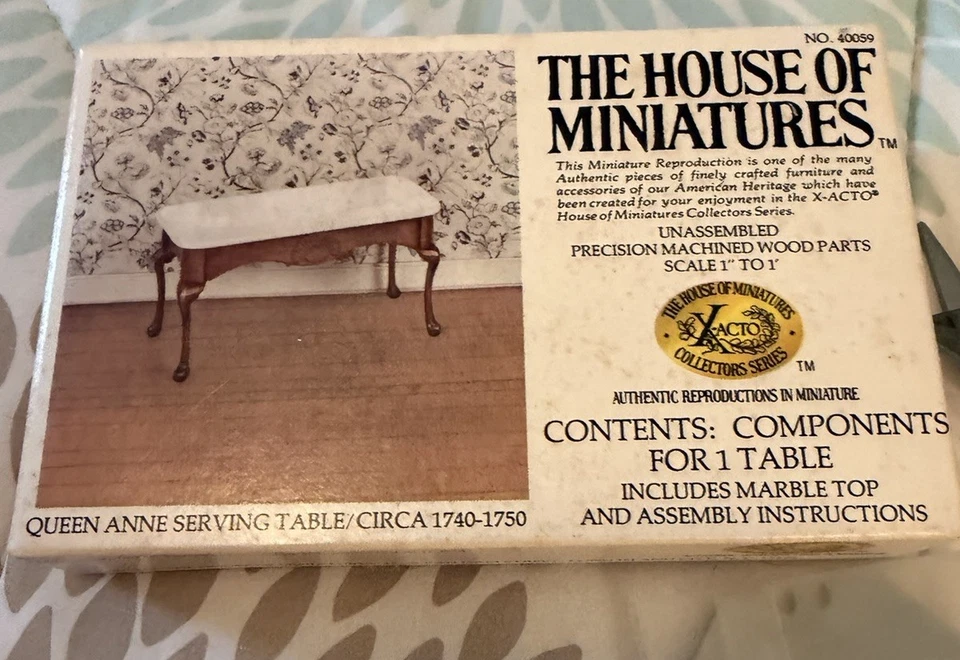 NO. 40059
THE HOUSE OF
MINIATURES™
This Miniature Reproduction is one of the many
Authentic pieces of finely crafted furniture and
accessories of our American Heritage which have
been created for your enjoyment in the X-ACTO®
House of Miniatures Collectors Series.
UNASSEMBLED
PRECISION MACHINED WOOD PARTS
SCALE 1" TO 1'
THE HOUSE OF MINIATURES
X-ACTO
COLLECTORS SERIES
TM
AUTHENTIC REPRODUCTIONS IN MINIATURE
CONTENTS: COMPONENTS
FOR 1 TABLE
INCLUDES MARBLE TOP
AND ASSEMBLY INSTRUCTIONS
QUEEN ANNE SERVING TABLE/CIRCA 1740-1750